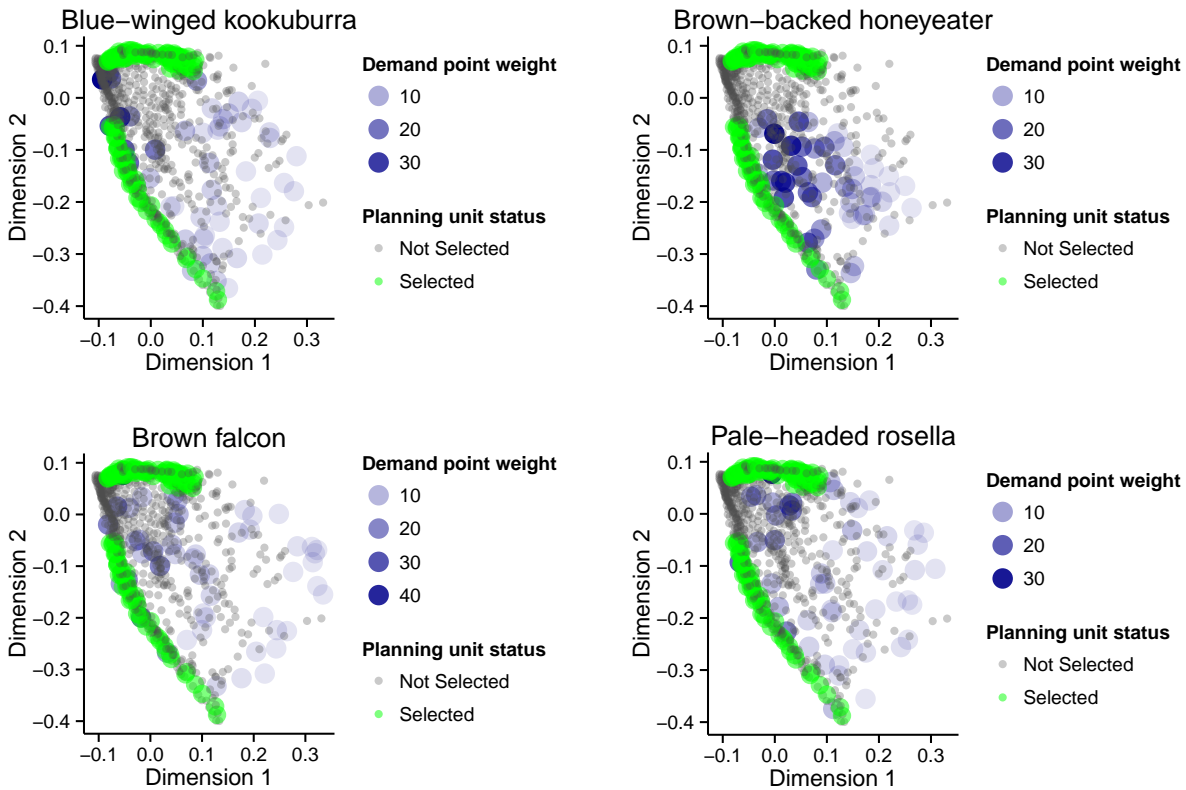 Blue−winged kookuburra
0.1
0.0
−0.1
−0.2
−0.3
−0.4
Dimension 2
−0.1 0.0 0.1 0.2 0.3
Dimension 1
Demand point weight
10
20
30
Planning unit status
Not Selected
Selected
Brown−backed honeyeater
0.1
0.0
−0.1
−0.2
−0.3
−0.4
Dimension 2
−0.1 0.0 0.1 0.2 0.3
Dimension 1
Demand point weight
10
20
30
Planning unit status
Not Selected
Selected
Brown falcon
0.1
0.0
−0.1
−0.2
−0.3
−0.4
Dimension 2
−0.1 0.0 0.1 0.2 0.3
Dimension 1
Demand point weight
10
20
30
40
Planning unit status
Not Selected
Selected
Pale−headed rosella
0.1
0.0
−0.1
−0.2
−0.3
−0.4
Dimension 2
−0.1 0.0 0.1 0.2 0.3
Dimension 1
Demand point weight
10
20
30
Planning unit status
Not Selected
Selected